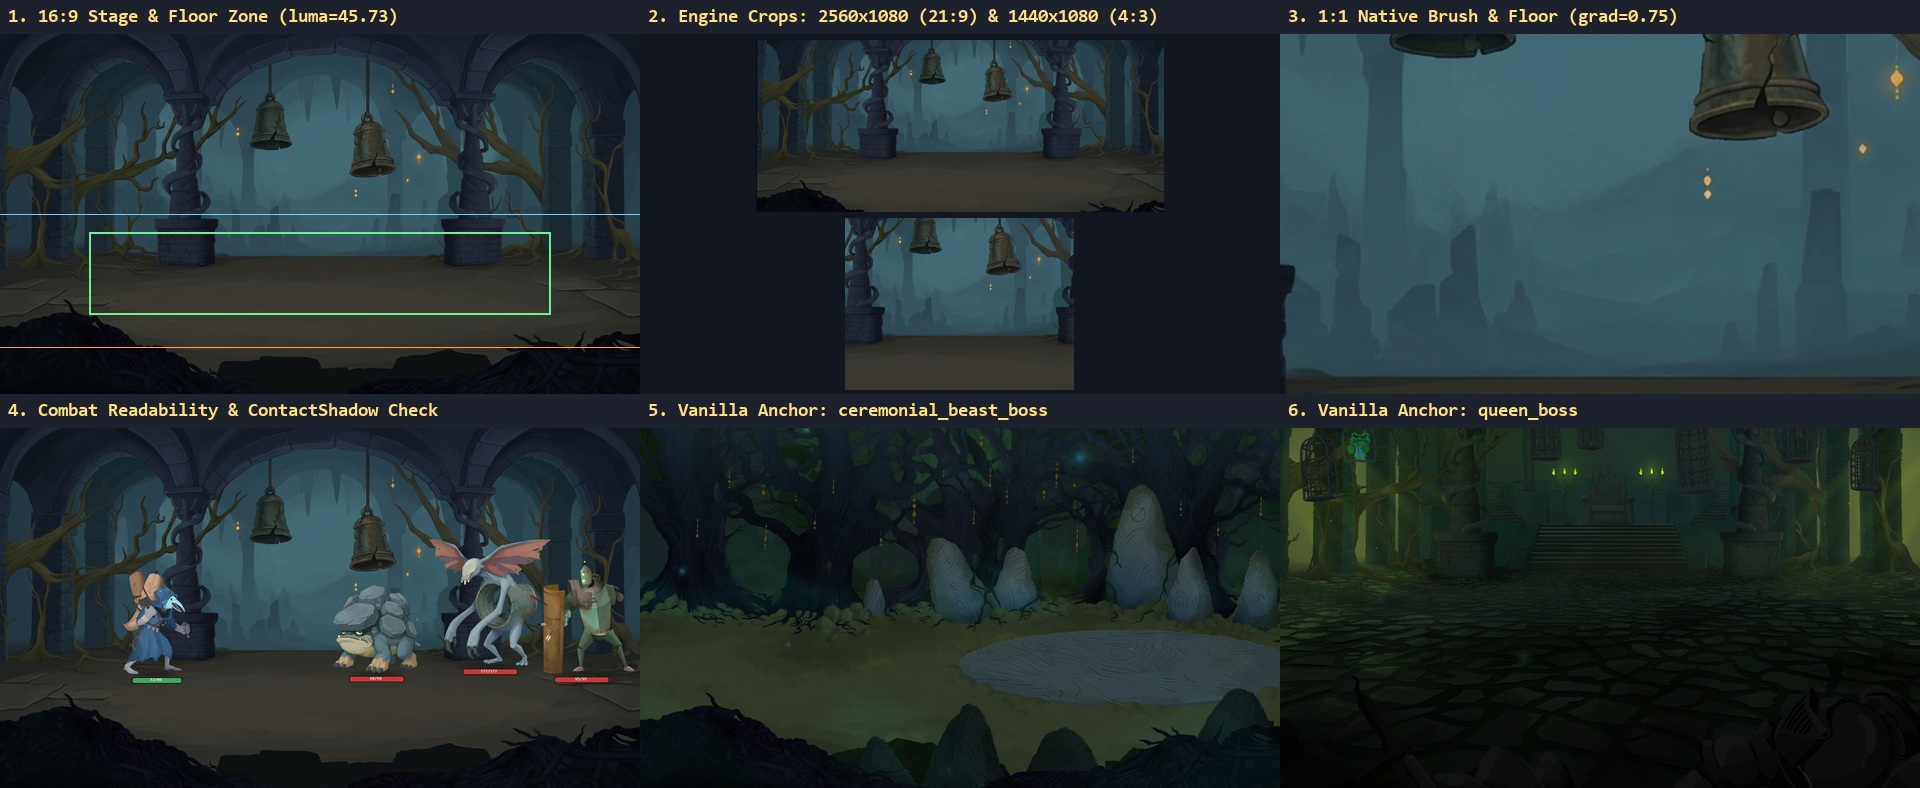 1. 16:9 Stage & Floor Zone (luma=45.73)
2. Engine Crops: 2560x1080 (21:9) & 1440x1080 (4:3)
3. 1:1 Native Brush & Floor (grad=0.75)
4. Combat Readability & ContactShadow Check
5. Vanilla Anchor: ceremonial_beast_boss
6. Vanilla Anchor: queen_boss